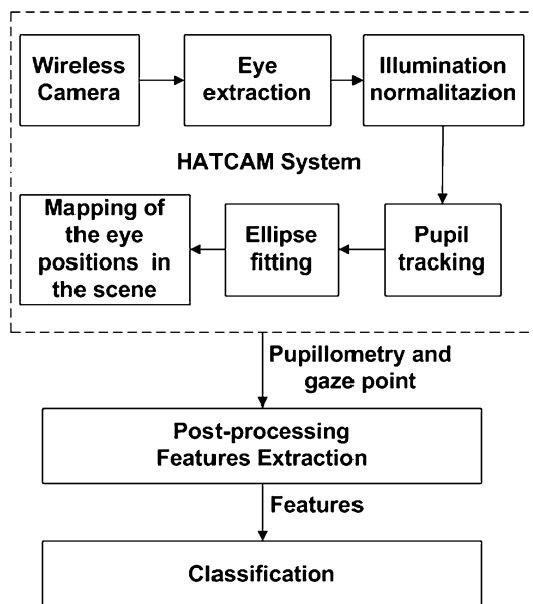 Wireless
Camera
Eye
extraction
Illumination
normalitazion
HATCAM System
Mapping of
the eye
positions in
the scene
Ellipse
fitting
Pupil
tracking
Pupillometry and
gaze point
Post-processing
Features Extraction
Features
Classification